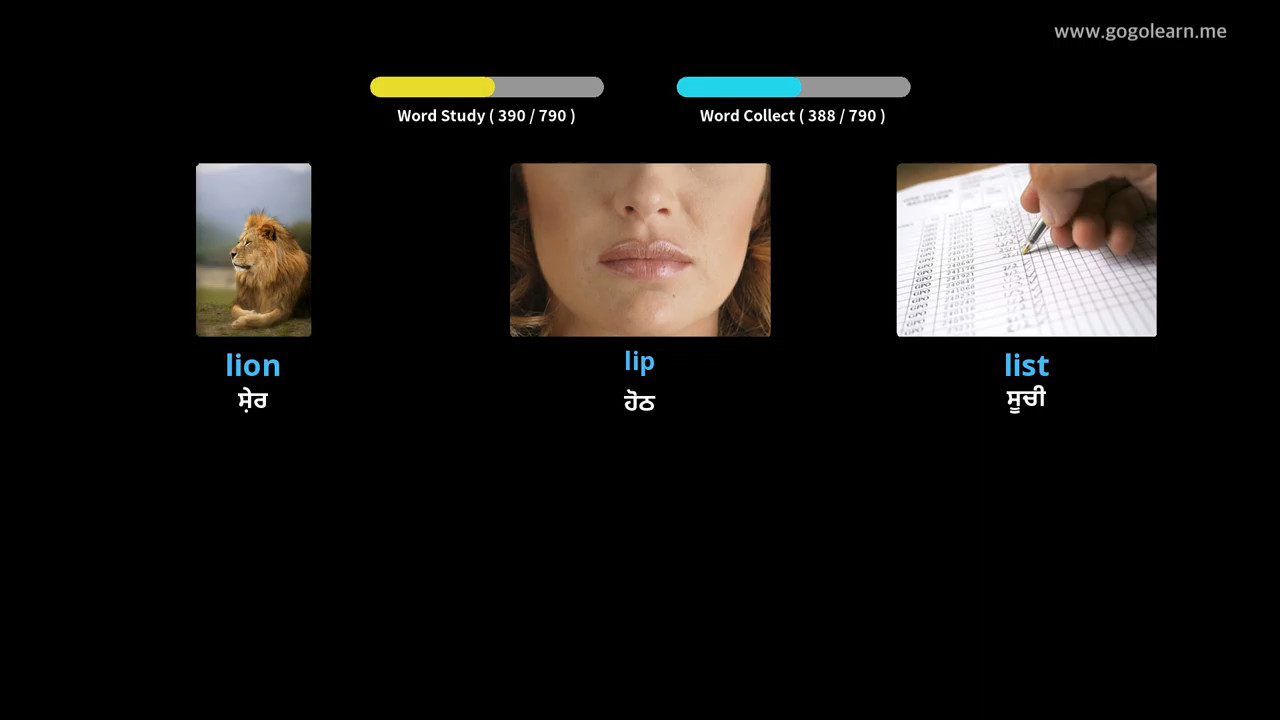 www.gogolearn.me
Word Study ( 390 / 790 )
Word Collect ( 388 / 790 )
lion
lip
list
ਸ਼ੇਰ
ਹੋਠ
ਸੂਚੀ